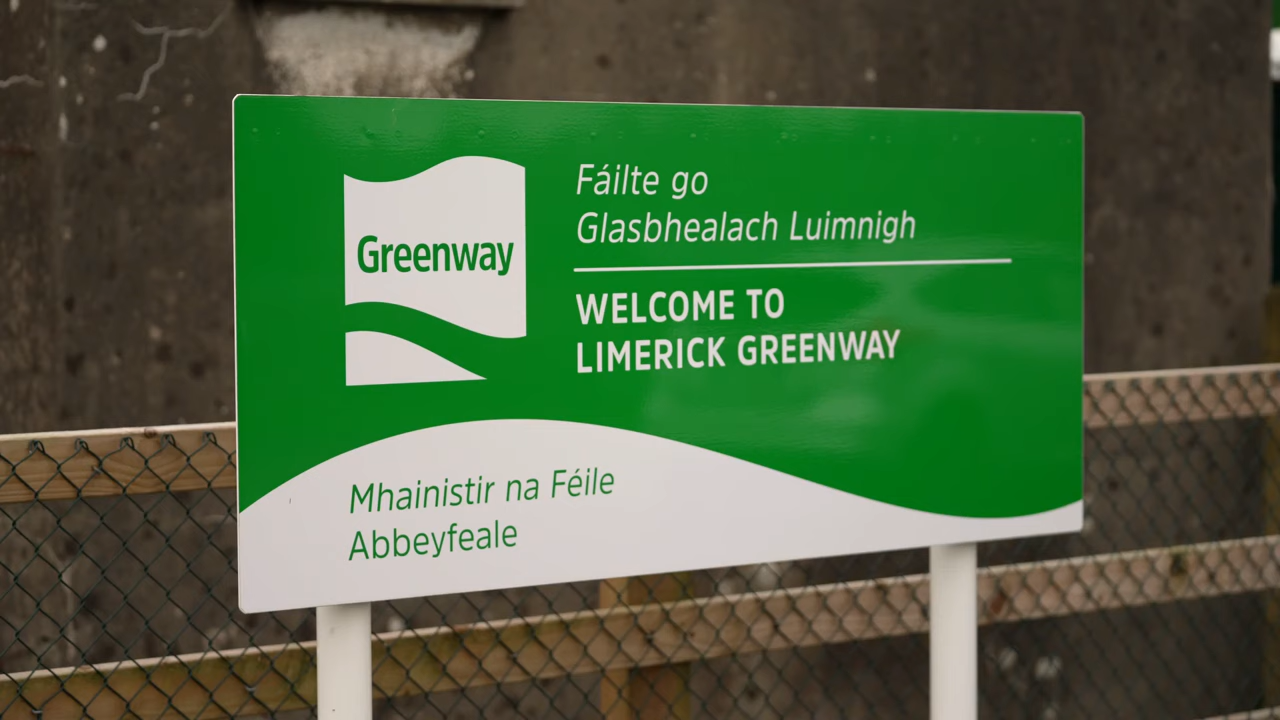 Greenway
Fáilte go
Glasbhealach Luimnigh
WELCOME TO
LIMERICK GREENWAY
Mhainistir na Féile
Abbeyfeale